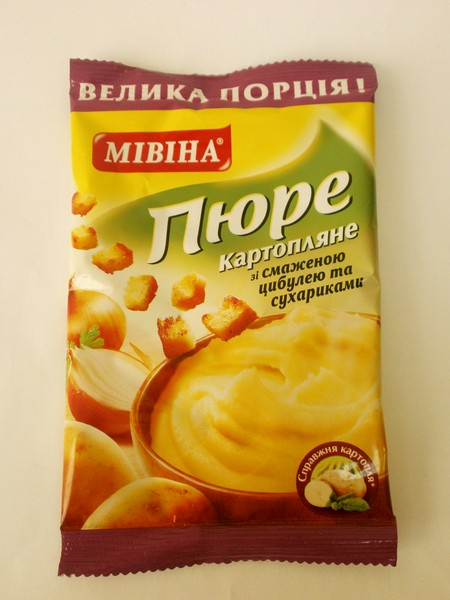 ВЕЛИКА ПОРЦІЯ!
МІВІНА®
Пюре
картопляне
зі смаженою
цибулею та
сухариками
Справжня картопля*